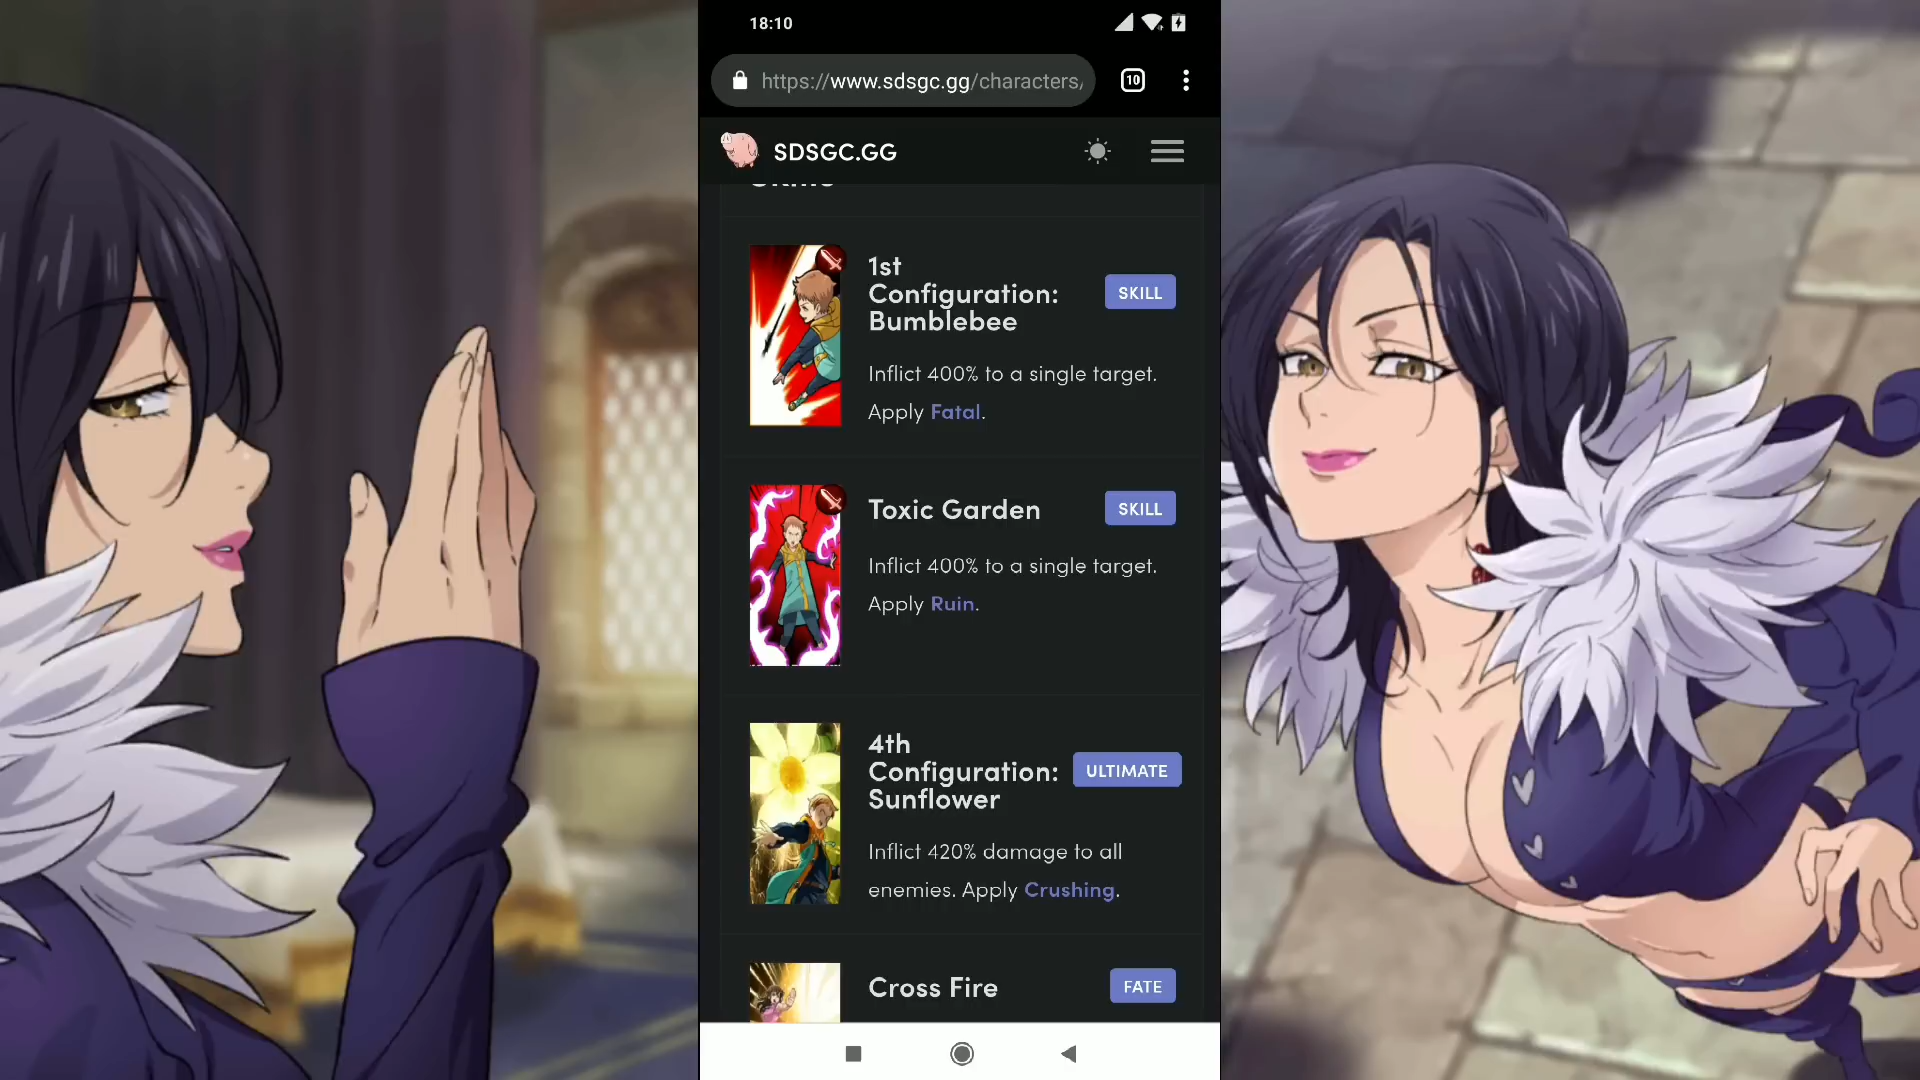 18:10
https://www.sdsgc.gg/characters/
10
SDSGC.GG
Skills
1st
Configuration:
Bumblebee
SKILL
Inflict 400% to a single target.
Apply Fatal.
Toxic Garden
SKILL
Inflict 400% to a single target.
Apply Ruin.
4th
Configuration:
Sunflower
ULTIMATE
Inflict 420% damage to all
enemies. Apply Crushing.
Cross Fire
FATE